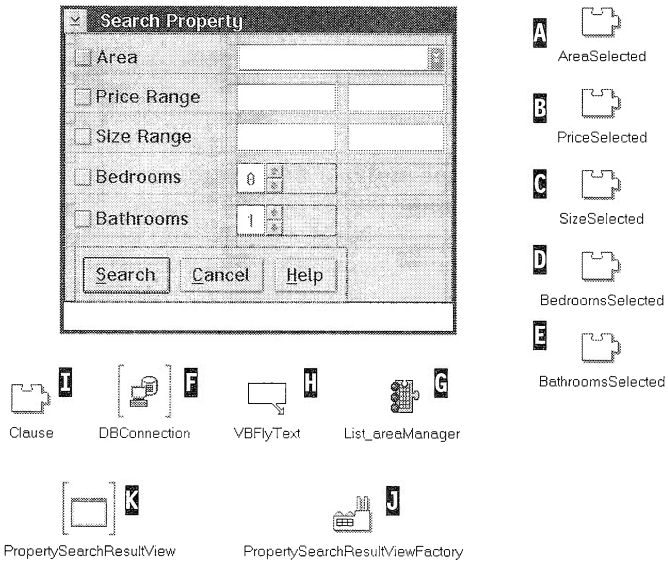 Search Property
Area
Price Range
Size Range
Bedrooms 0
Bathrooms 1
Search Cancel Help
A
AreaSelected
B
PriceSelected
C
SizeSelected
D
BedroomsSelected
E
BathroomsSelected
I F H G
Clause DBConnection VBFlyText List_areaManager
K J
PropertySearchResultView PropertySearchResultViewFactory